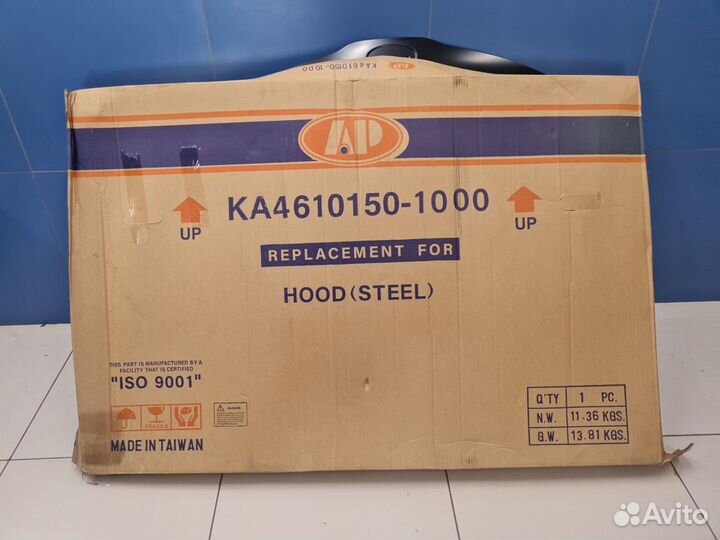 KA4610150-1000
AP
KA4610150-1000
UP
UP
REPLACEMENT FOR
HOOD (STEEL)
THIS PART IS MANUFACTURED BY A
FACILITY THAT IS CERTIFIED
"ISO 9001"
FRAGILE
MADE IN TAIWAN
Q'TY 1 PC.
N.W. 11.36 KGS.
G.W. 13.81 KGS.
Avito